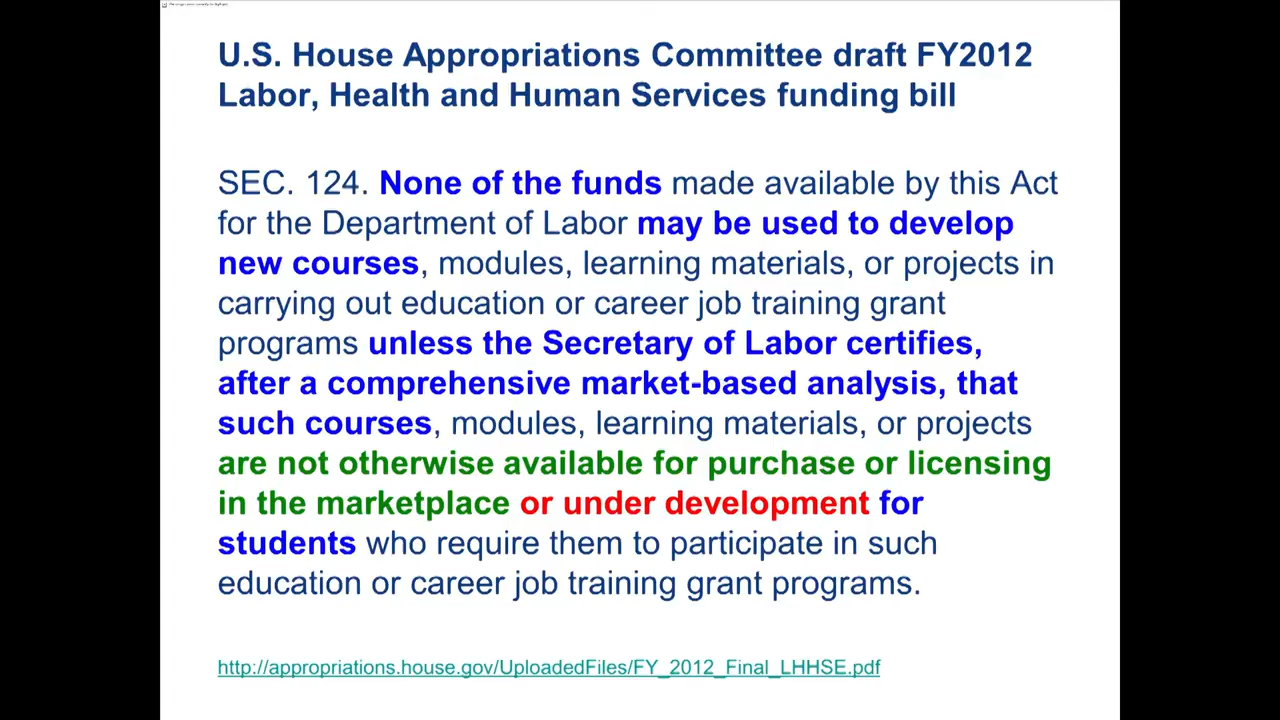 U.S. House Appropriations Committee draft FY2012
Labor, Health and Human Services funding bill
SEC. 124. None of the funds made available by this Act
for the Department of Labor may be used to develop
new courses, modules, learning materials, or projects in
carrying out education or career job training grant
programs unless the Secretary of Labor certifies,
after a comprehensive market-based analysis, that
such courses, modules, learning materials, or projects
are not otherwise available for purchase or licensing
in the marketplace or under development for
students who require them to participate in such
education or career job training grant programs.
http://appropriations.house.gov/UploadedFiles/FY_2012_Final_LHHSE.pdf